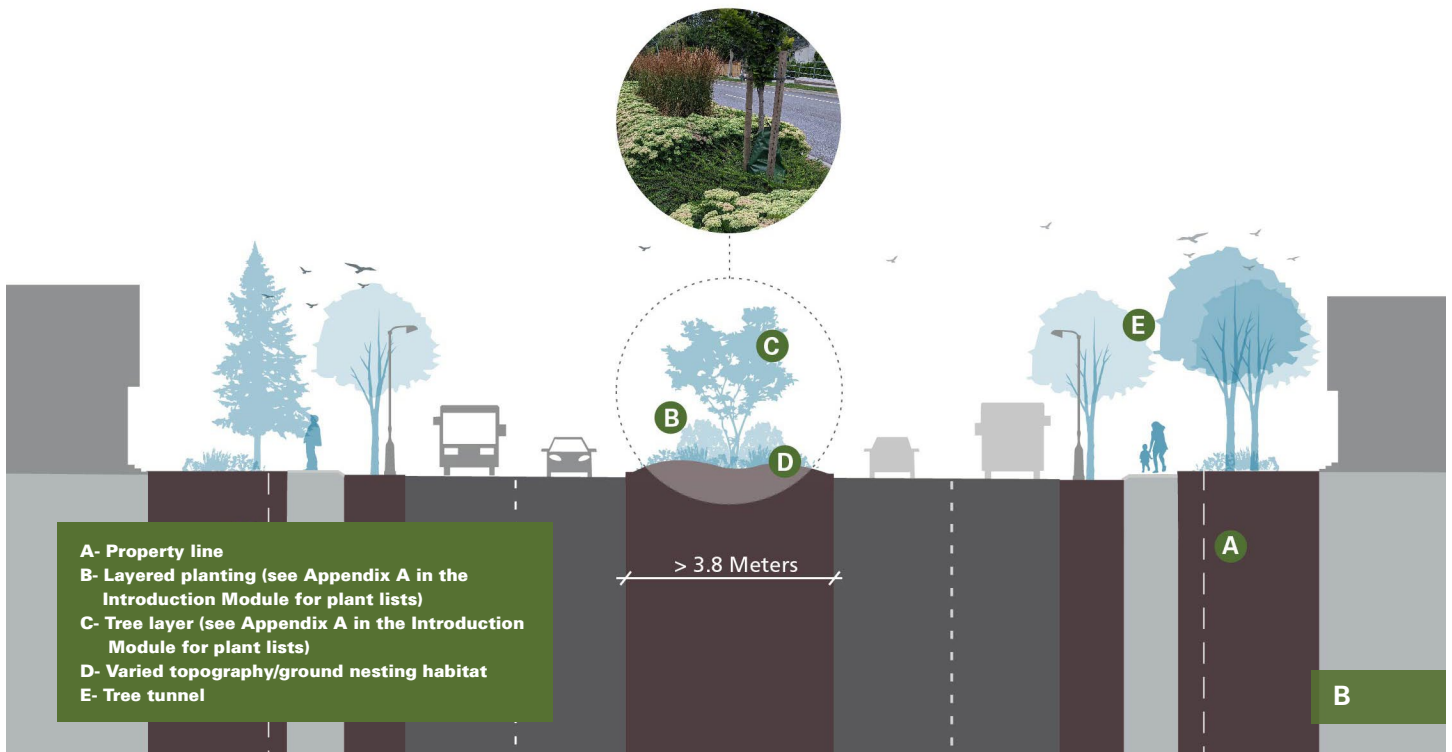 C
E
B
D
A
> 3.8 Meters
A- Property line
B- Layered planting (see Appendix A in the
Introduction Module for plant lists)
C- Tree layer (see Appendix A in the Introduction
Module for plant lists)
D- Varied topography/ground nesting habitat
E- Tree tunnel
B